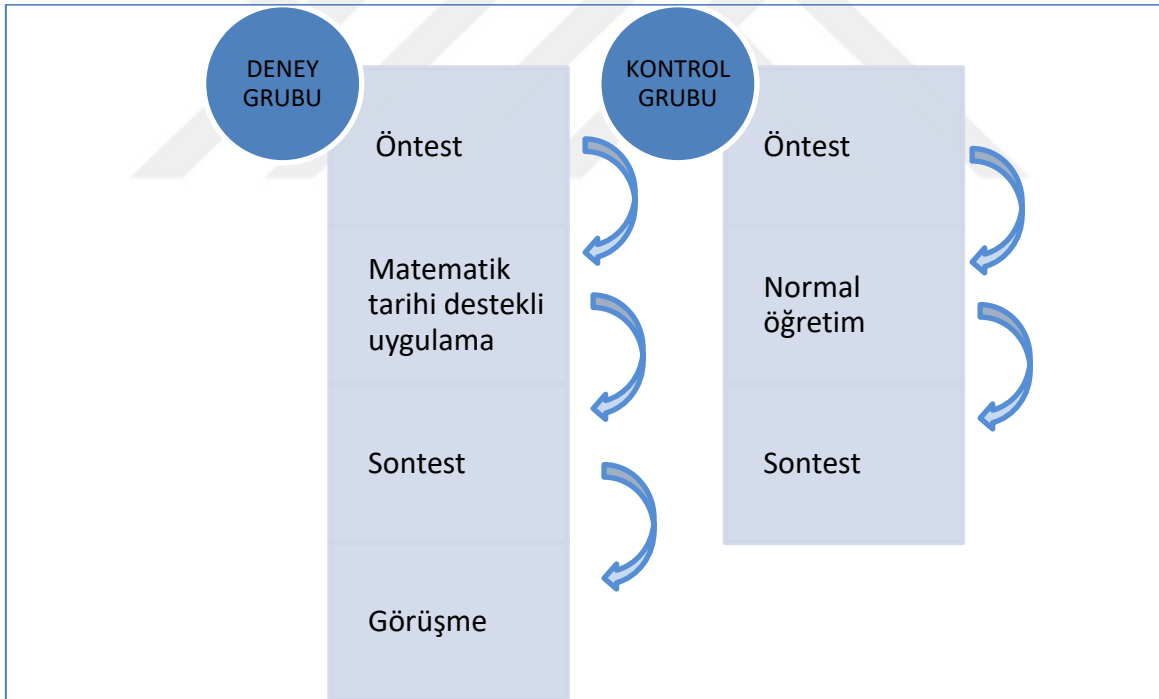 DENEY
GRUBU
Öntest
Matematik
tarihi destekli
uygulama
Sontest
Görüşme
KONTROL
GRUBU
Öntest
Normal
öğretim
Sontest